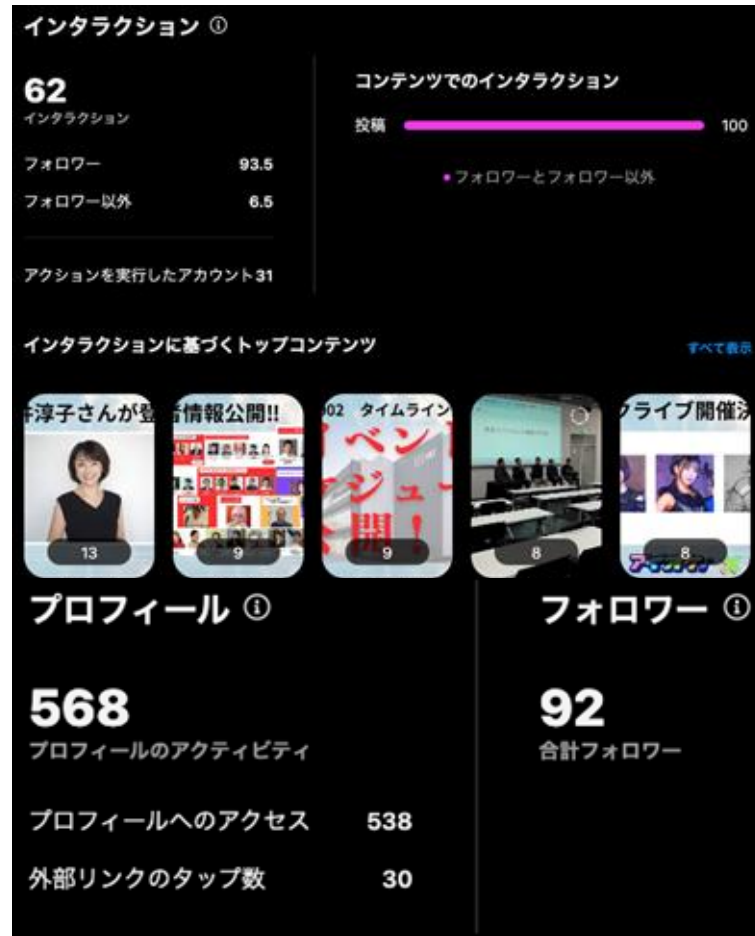 インタラクション
62
インタラクション
フォロワー 93.5
フォロワー以外 6.5
アクションを実行したアカウント31
コンテンツでのインタラクション
投稿 100
フォロワーとフォロワー以外
インタラクションに基づくトップコンテンツ
すべて表示
淳子さんが登
情報公開!!
タイムライン
クライブ開催
13
9
9
8
8
プロフィール
568
プロフィールのアクティビティ
プロフィールへのアクセス 538
外部リンクのタップ数 30
フォロワー
92
合計フォロワー